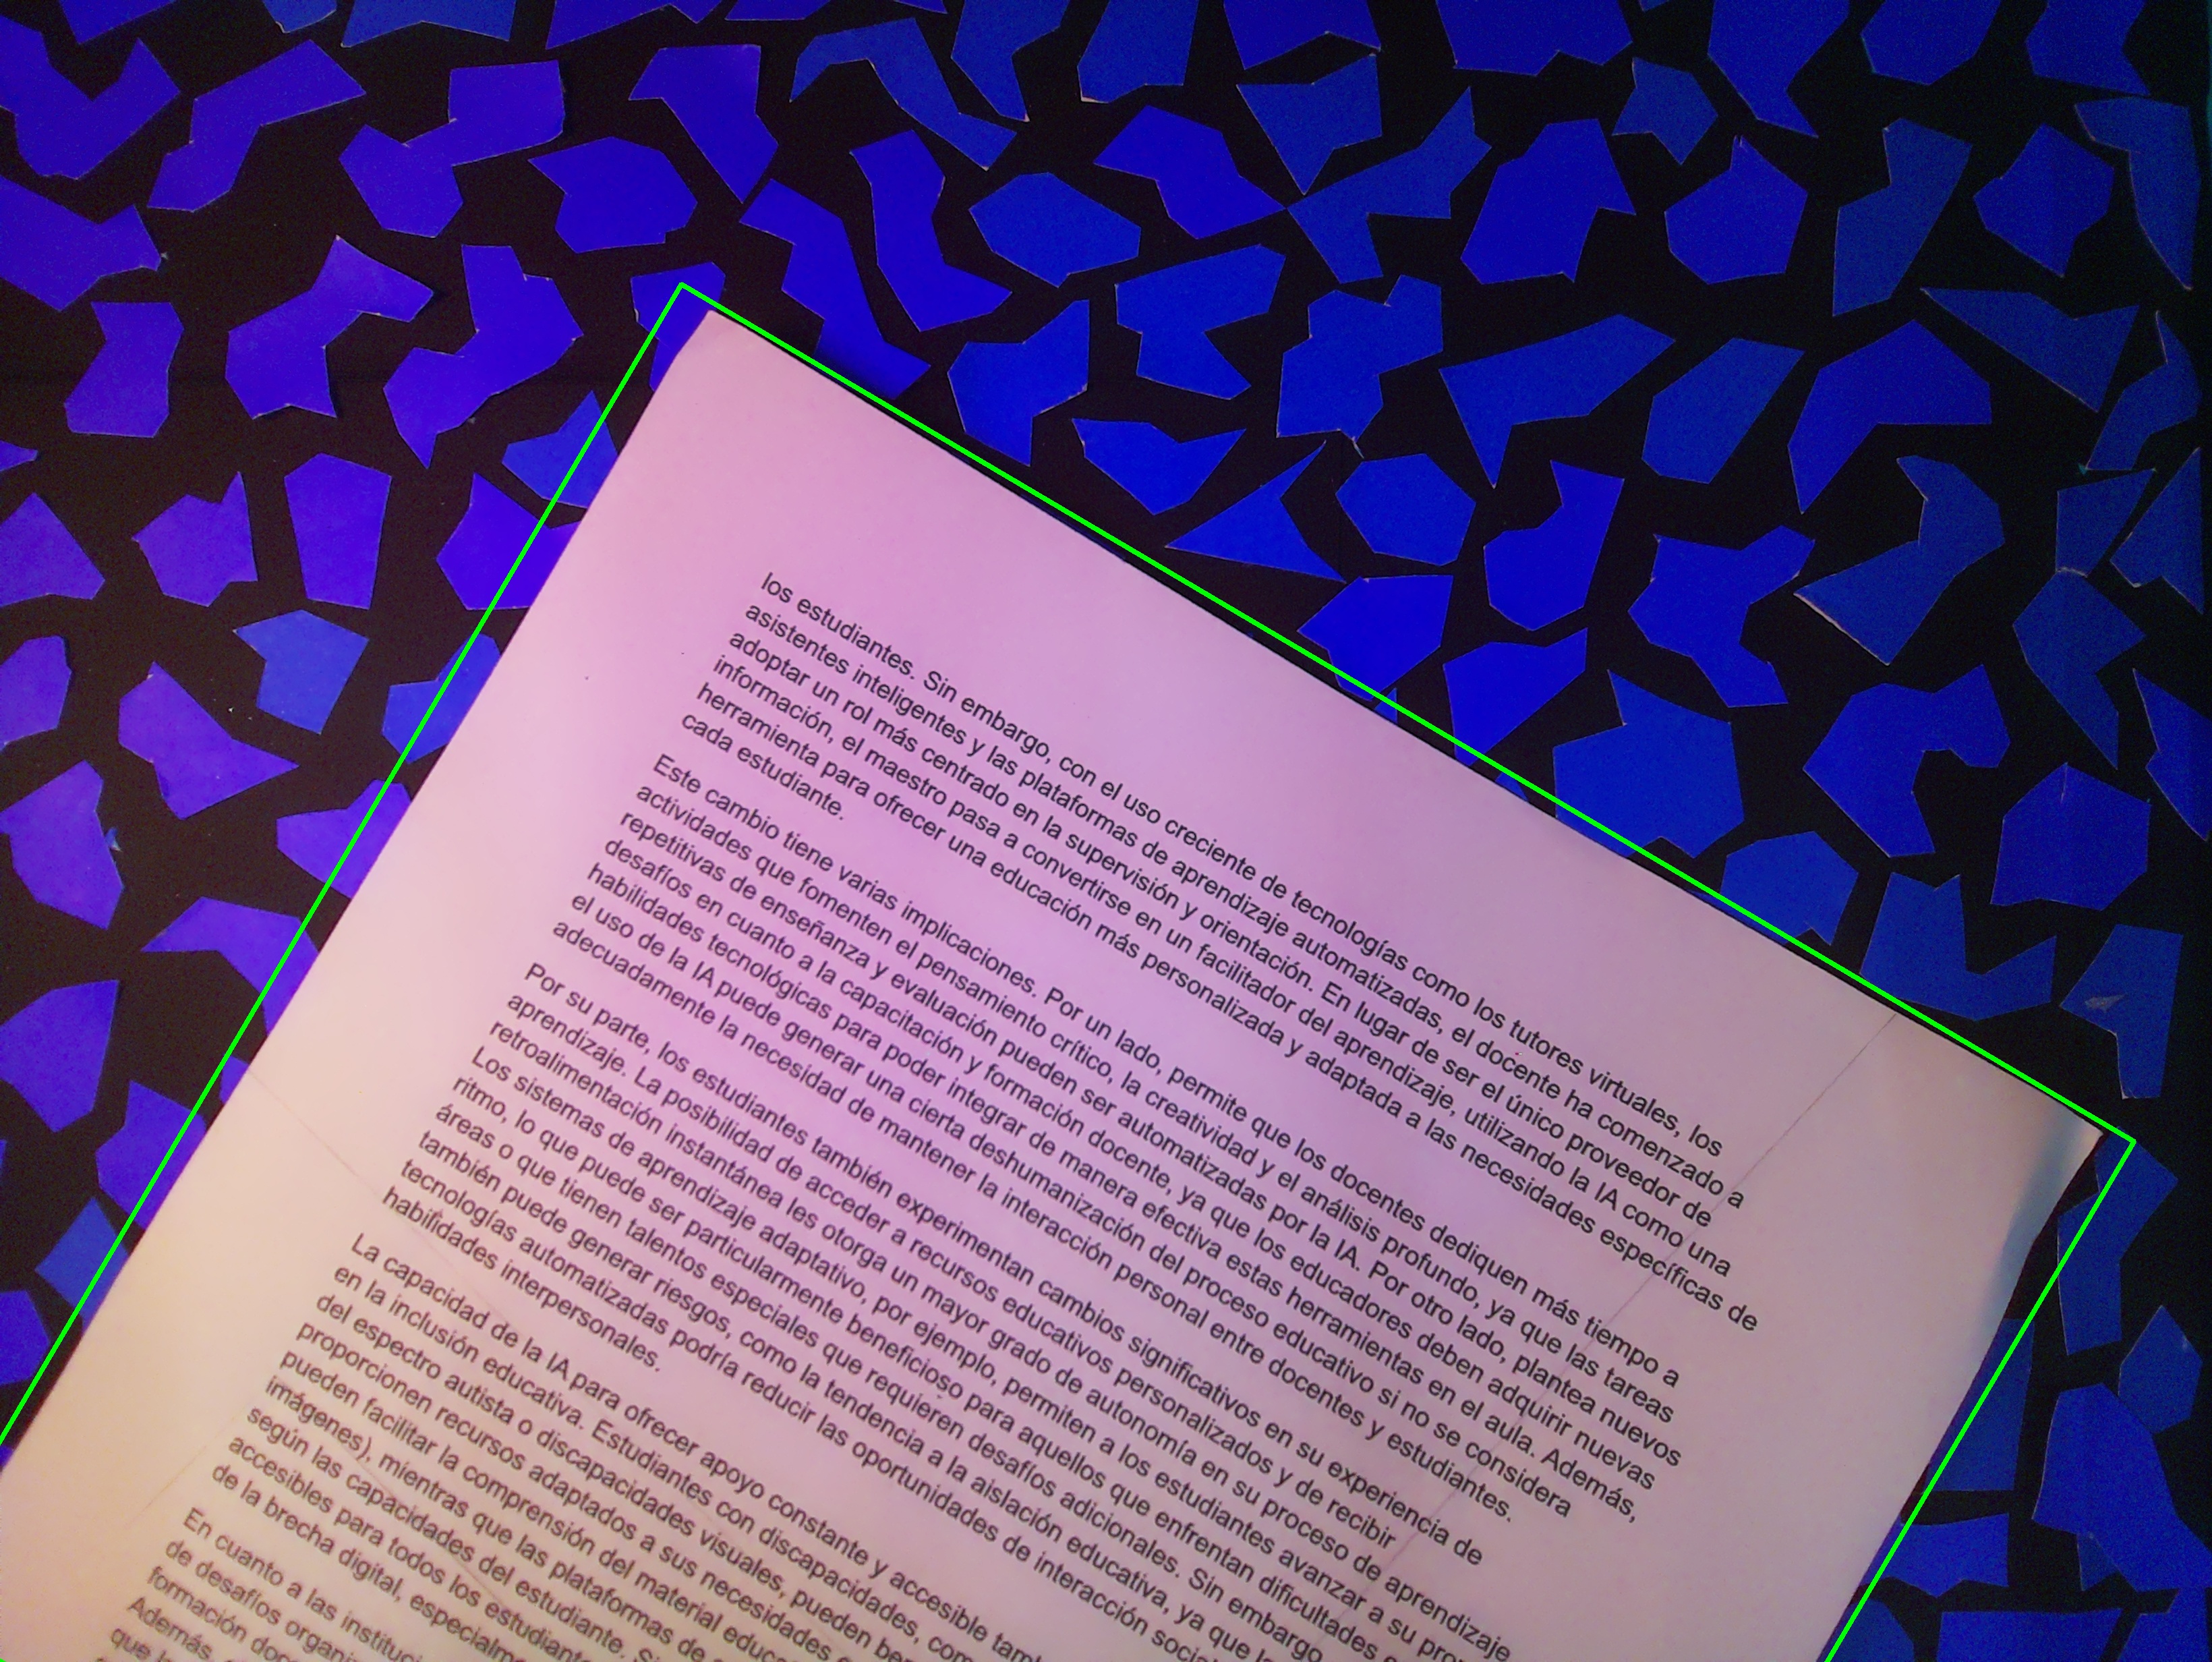 los estudiantes. Sin embargo, con el uso creciente de tecnologías como los tutores virtuales, los
asistentes inteligentes y las plataformas de aprendizaje automatizadas, el docente ha comenzado a
adoptar un rol más centrado en la supervisión y orientación. En lugar de ser el único proveedor de
información, el maestro pasa a convertirse en un facilitador del aprendizaje, utilizando la IA como una
herramienta para ofrecer una educación más personalizada y adaptada a las necesidades específicas de
cada estudiante.
Este cambio tiene varias implicaciones. Por un lado, permite que los docentes dediquen más tiempo a
actividades que fomenten el pensamiento crítico, la creatividad y el análisis profundo, ya que las tareas
repetitivas de enseñanza y evaluación pueden ser automatizadas por la IA. Por otro lado, plantea nuevos
desafíos en cuanto a la capacitación y formación docente, ya que los educadores deben adquirir nuevas
habilidades tecnológicas para poder integrar de manera efectiva estas herramientas en el aula. Además,
el uso de la IA puede generar una cierta deshumanización del proceso educativo si no se considera
adecuadamente la necesidad de mantener la interacción personal entre docentes y estudiantes.
Por su parte, los estudiantes también experimentan cambios significativos en su experiencia de
aprendizaje. La posibilidad de acceder a recursos educativos personalizados y de recibir
retroalimentación instantánea les otorga un mayor grado de autonomía en su proceso de aprendizaje
Los sistemas de aprendizaje adaptativo, por ejemplo, permiten a los estudiantes avanzar a su
ritmo, lo que puede ser particularmente beneficioso para aquellos que enfrentan dificultades
áreas o que tienen talentos especiales que requieren desafíos adicionales. Sin embargo
también puede generar riesgos, como la tendencia a la aislación educativa, ya que
tecnologías automatizadas podría reducir las oportunidades de interacción
habilidades interpersonales.
La capacidad de la IA para ofrecer apoyo constante y accesible
en la inclusión educativa. Estudiantes con discapacidades,
del espectro autista o discapacidades visuales, pueden
proporcionen recursos adaptados a sus necesidades
pueden facilitar la comprensión del material
imágenes), mientras que las plataformas de
según las capacidades del estudiante.
accesibles para todos los
de la brecha digital,
En cuanto a las
de desafíos
formación
Además,
que